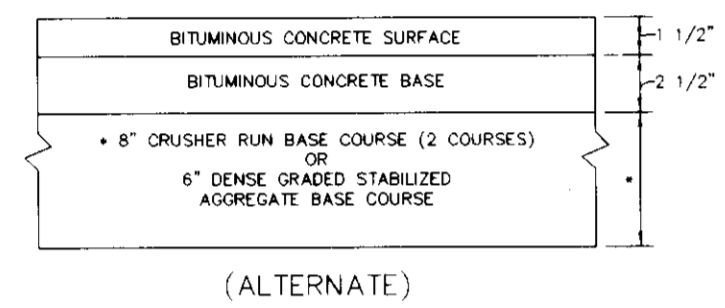 BITUMINOUS CONCRETE SURFACE
1 1/2"
BITUMINOUS CONCRETE BASE
2 1/2"
* 8" CRUSHER RUN BASE COURSE (2 COURSES)
OR
6" DENSE GRADED STABILIZED
AGGREGATE BASE COURSE
*
(ALTERNATE)